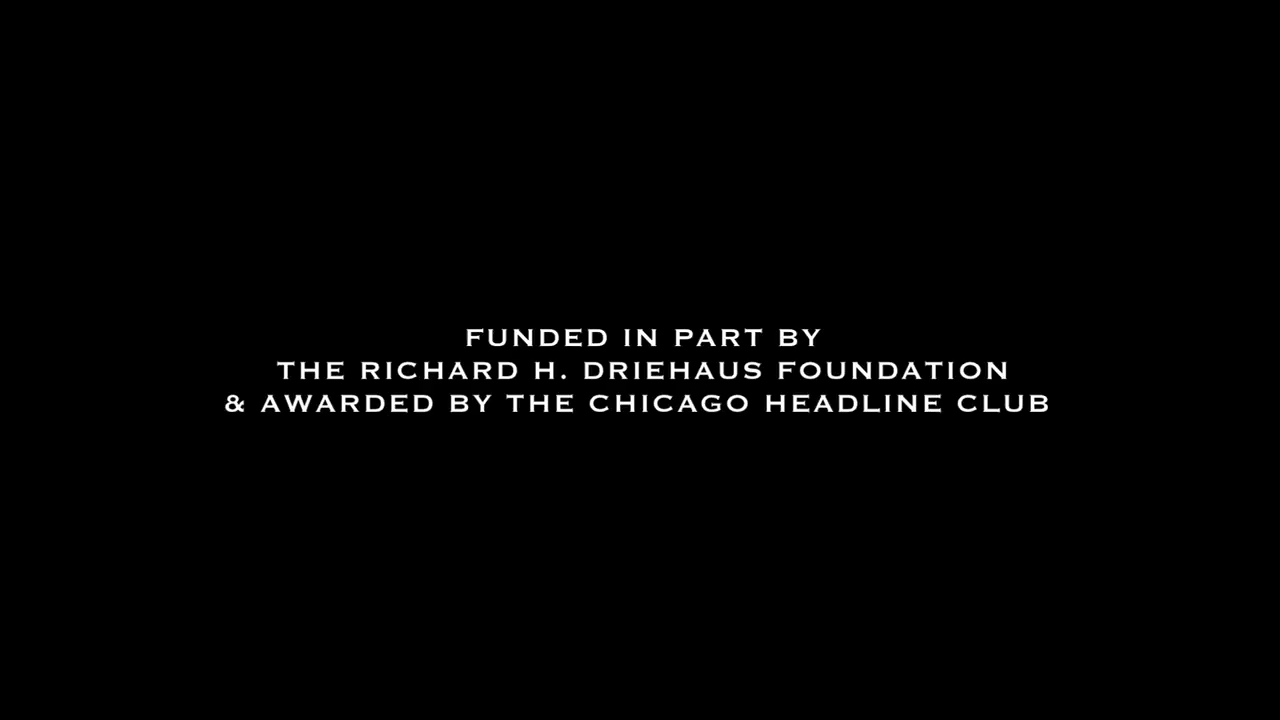 FUNDED IN PART BY
THE RICHARD H. DRIEHAUS FOUNDATION
& AWARDED BY THE CHICAGO HEADLINE CLUB